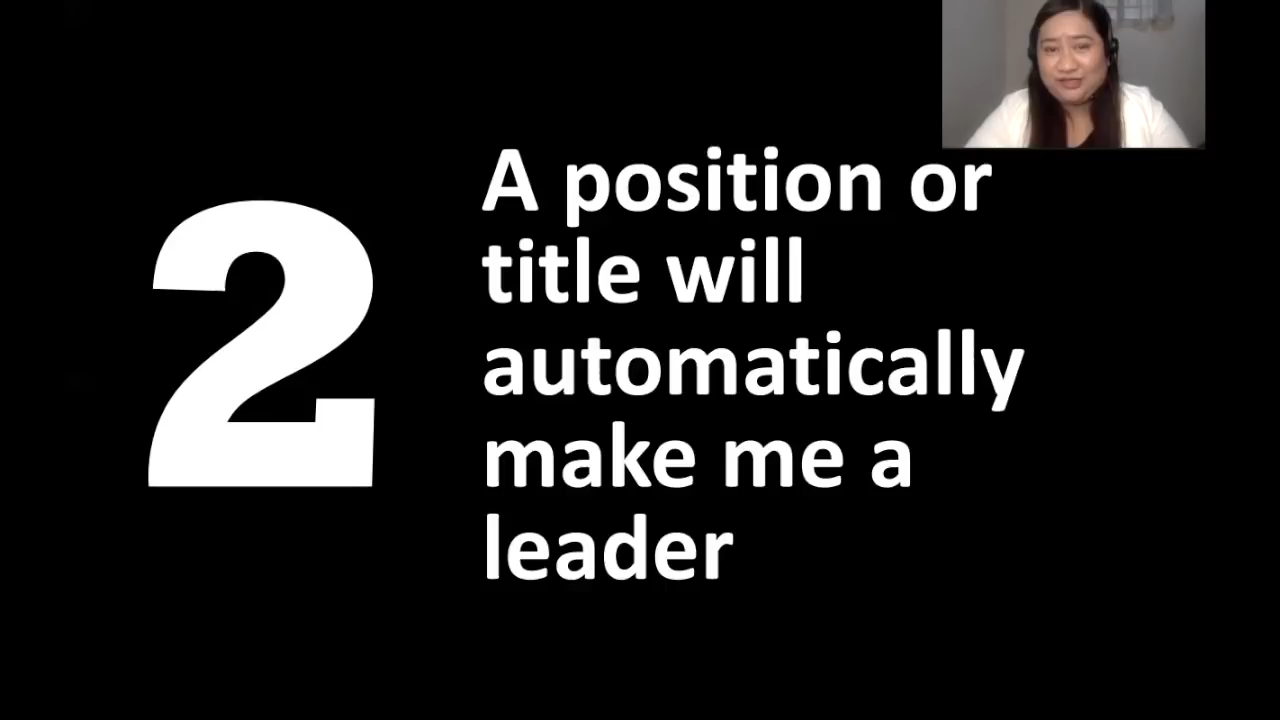 2
A position or
title will
automatically
make me a
leader